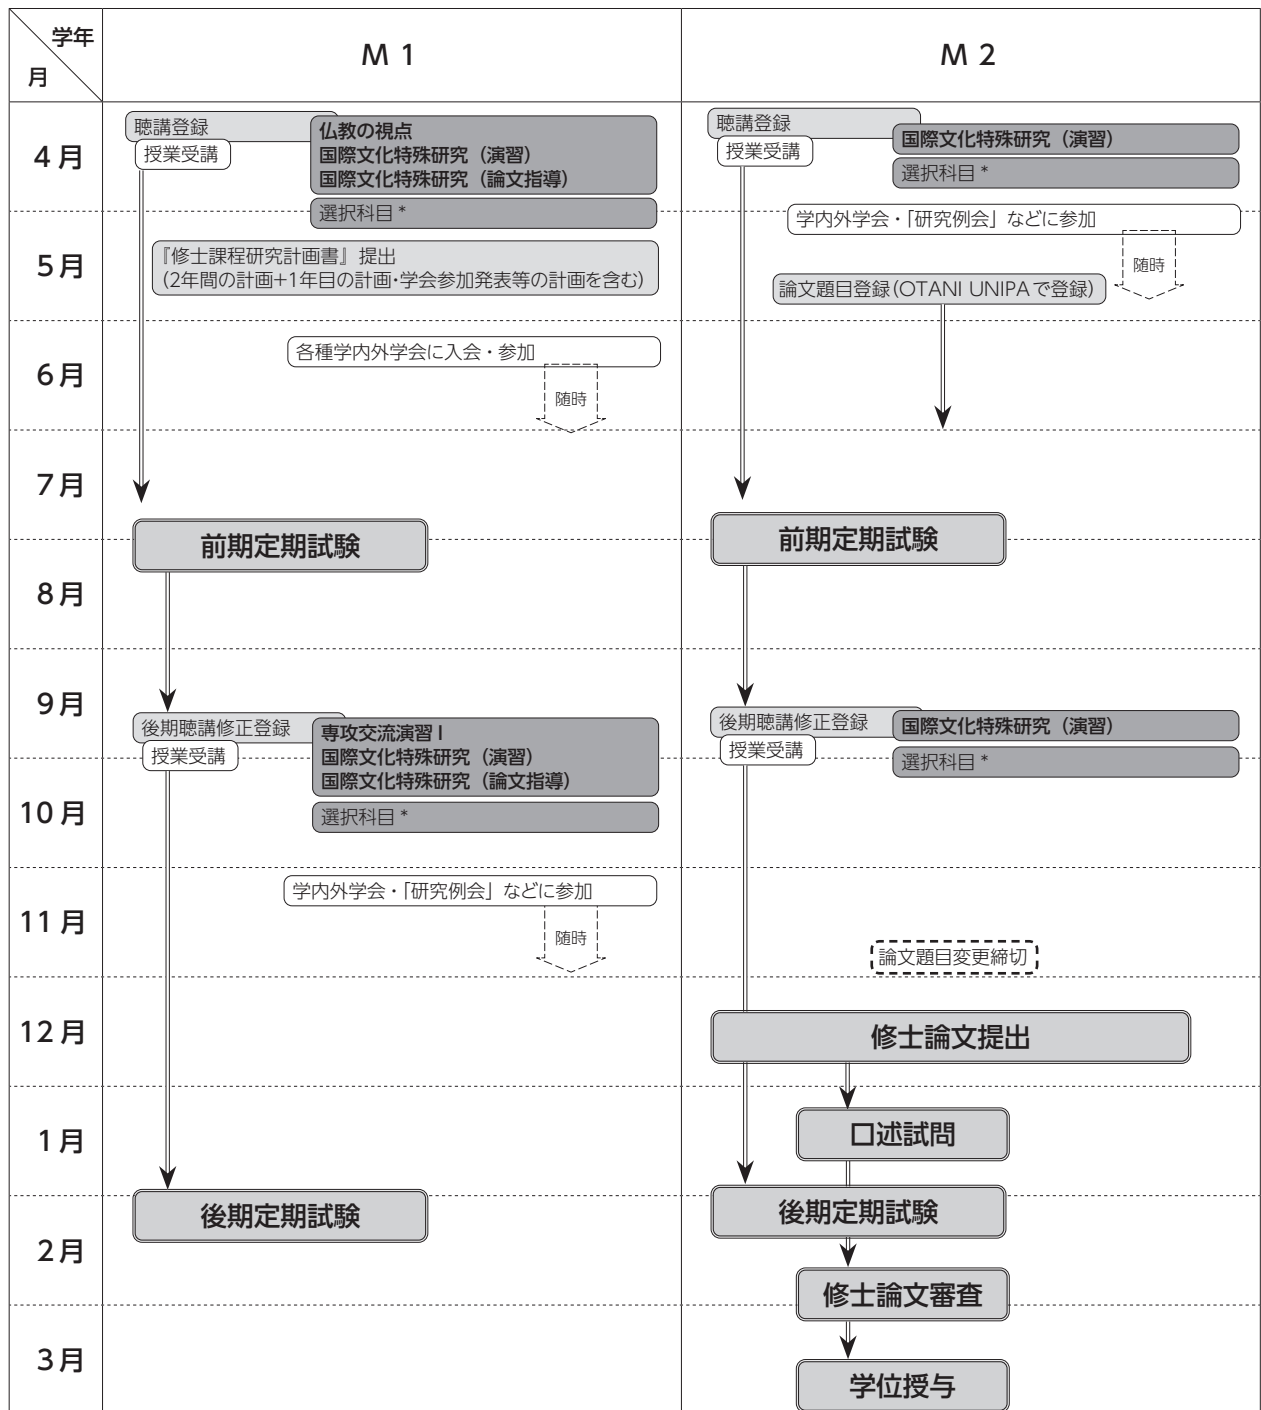 学年
月
M 1
M 2
4月
聴講登録
授業受講
仏教の視点
国際文化特殊研究（演習）
国際文化特殊研究（論文指導）
選択科目 *
聴講登録
授業受講
国際文化特殊研究（演習）
選択科目 *
学内外学会・「研究例会」などに参加
随時
5月
『修士課程研究計画書』提出
(2年間の計画+1年目の計画・学会参加発表等の計画を含む)
論文題目登録(OTANI UNIPAで登録)
6月
各種学内外学会に入会・参加
随時
7月
前期定期試験
前期定期試験
8月
9月
後期聴講修正登録
授業受講
専攻交流演習 I
国際文化特殊研究（演習）
国際文化特殊研究（論文指導）
選択科目 *
後期聴講修正登録
授業受講
国際文化特殊研究（演習）
選択科目 *
10月
11月
学内外学会・「研究例会」などに参加
随時
論文題目変更締切
12月
修士論文提出
1月
口述試問
後期定期試験
後期定期試験
2月
修士論文審査
3月
学位授与